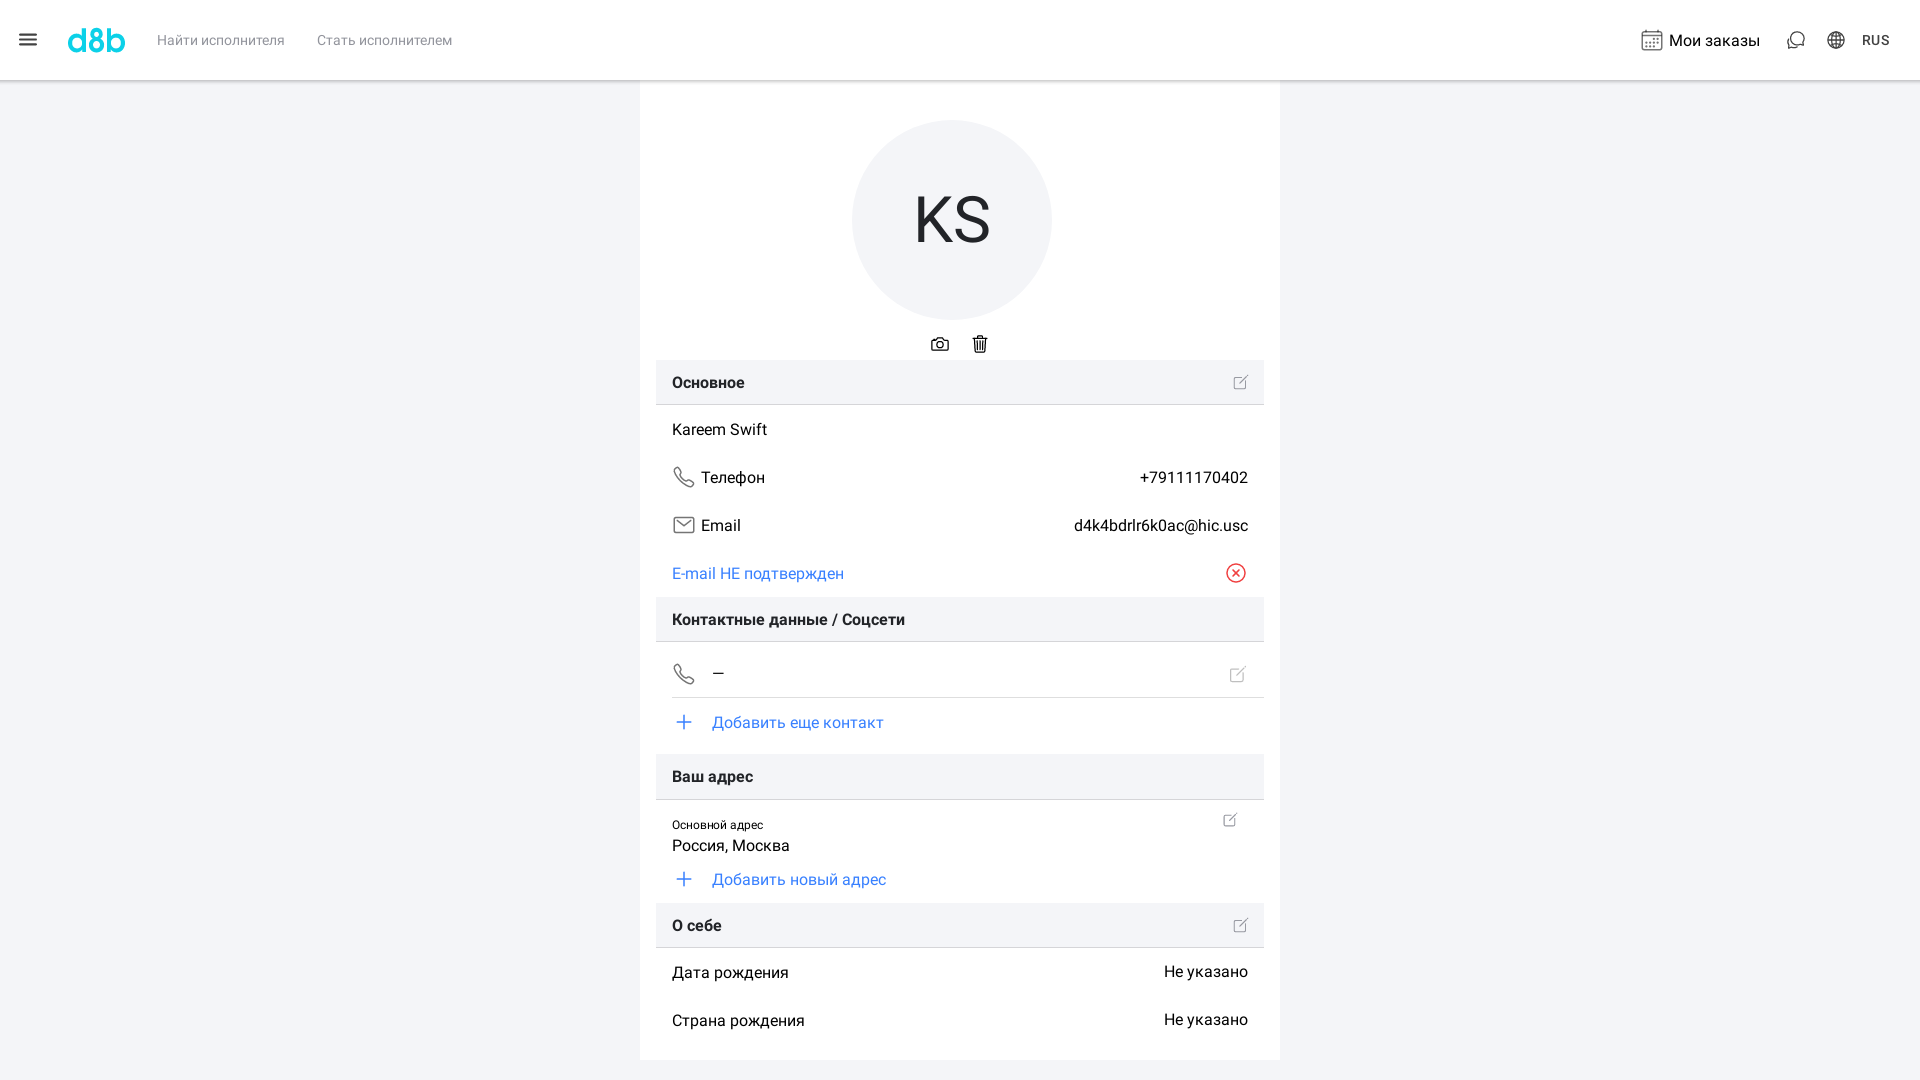 d8b
Найти исполнителя
Стать исполнителем
Мои заказы
RUS
KS
Основное
Kareem Swift
Телефон
+79111170402
Email
d4k4bdrlr6k0ac@hic.usc
E-mail НЕ подтвержден
Контактные данные / Соцсети
—
Добавить еще контакт
Ваш адрес
Основной адрес
Россия, Москва
Добавить новый адрес
О себе
Дата рождения
Не указано
Страна рождения
Не указано